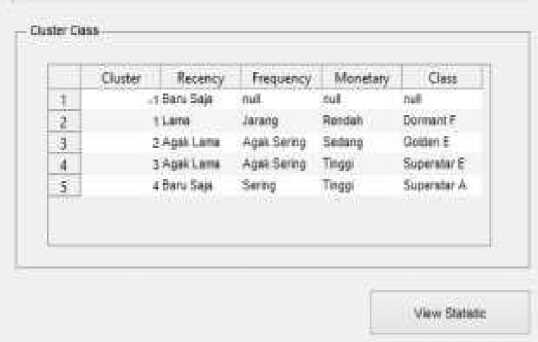 Cluster Class
Cluster Recency Frequency Monetary Class
1 -1 Baru Saja null null null
2 1 Lama Jarang Rendah Dormant F
3 2 Agak Lama Agak Sering Sedang Golden E
4 3 Agak Lama Agak Sering Tinggi Superstar E
5 4 Baru Saja Sering Tinggi Superstar A
View Statistic